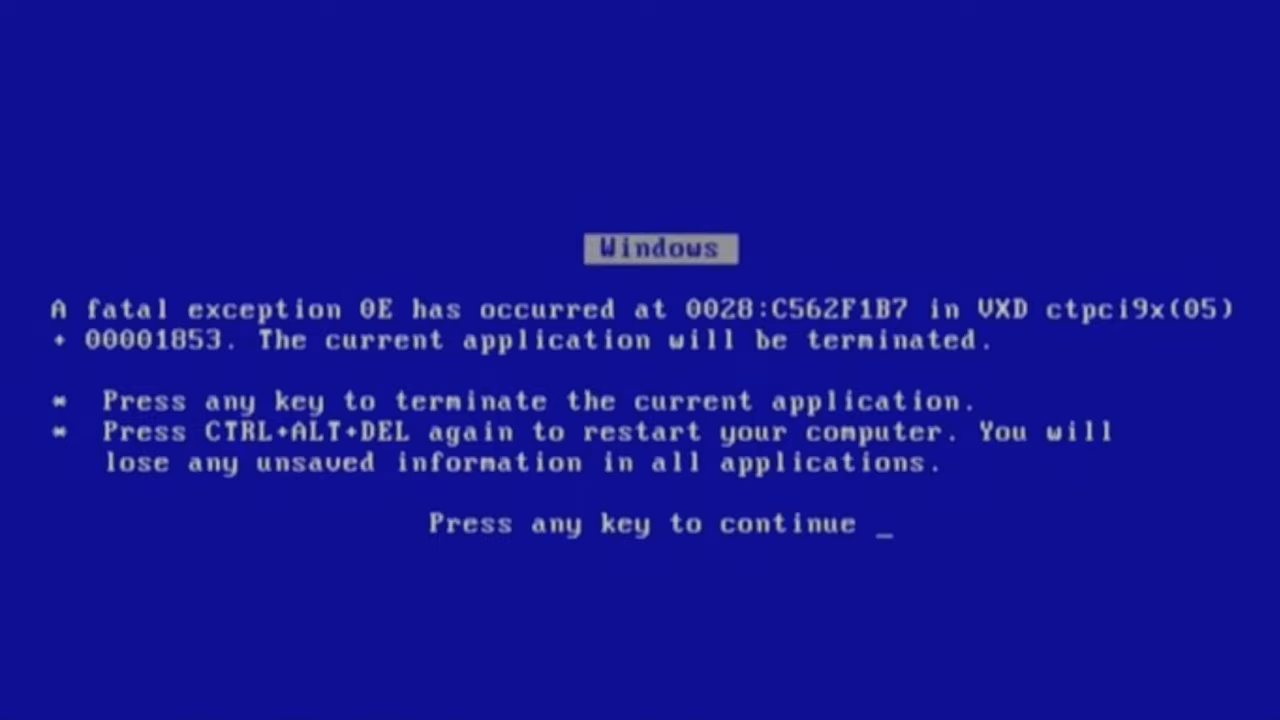 Windows
A fatal exception 0E has occurred at 0028:C562F1B7 in VXD ctpci9x(05)
+ 00001853. The current application will be terminated.
*  Press any key to terminate the current application.
*  Press CTRL+ALT+DEL again to restart your computer. You will
lose any unsaved information in all applications.
Press any key to continue _